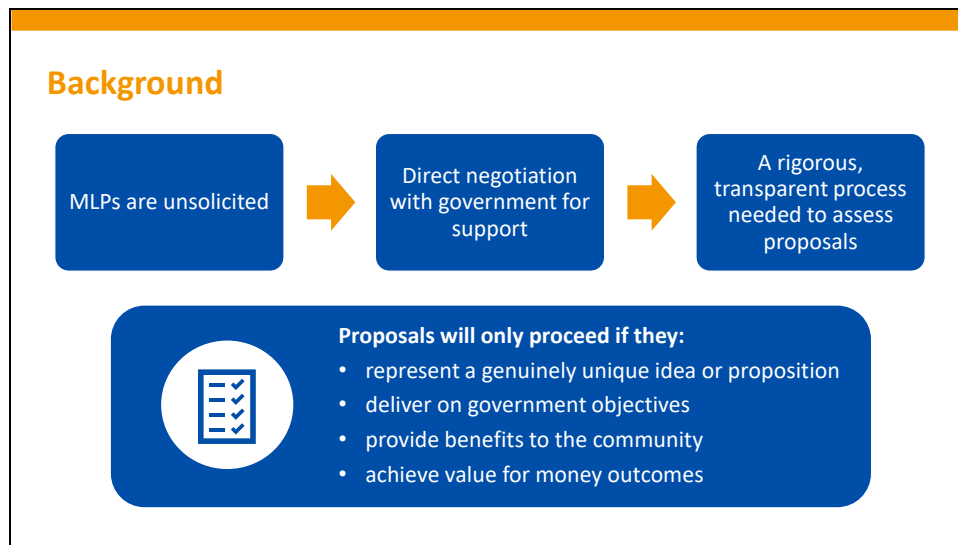 Background
MLPs are unsolicited
Direct negotiation
with government for
support
A rigorous,
transparent process
needed to assess
proposals
Proposals will only proceed if they:
• represent a genuinely unique idea or proposition
• deliver on government objectives
• provide benefits to the community
• achieve value for money outcomes